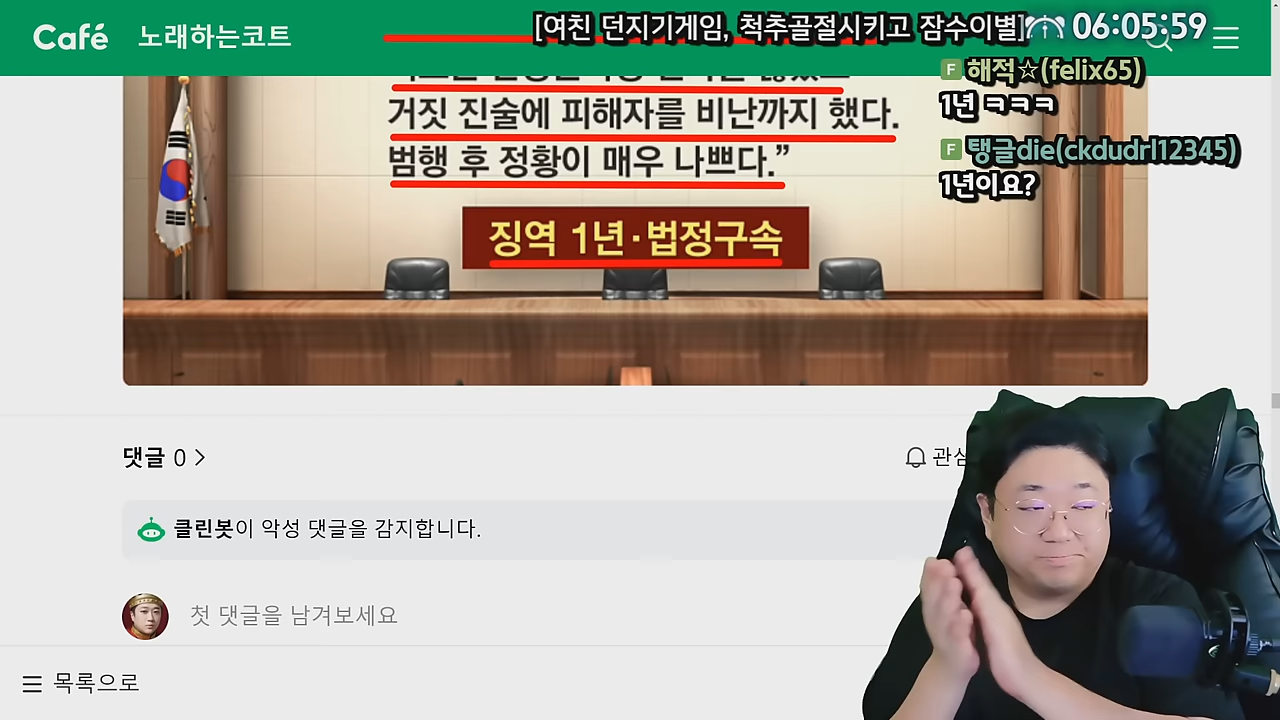 Café 노래하는코트
[여친 던지기게임, 척추골절시키고 잠수이별]
06:05:59
F 해적☆(felix65)
1년 ㅋㅋㅋ
F 탱글die(ckdudrl12345)
1년이요?
거짓 진술에 피해자를 비난까지 했다.
범행 후 정황이 매우 나쁘다.”
징역 1년·법정구속
댓글 0 >
관심
클린봇이 악성 댓글을 감지합니다.
첫 댓글을 남겨보세요
목록으로